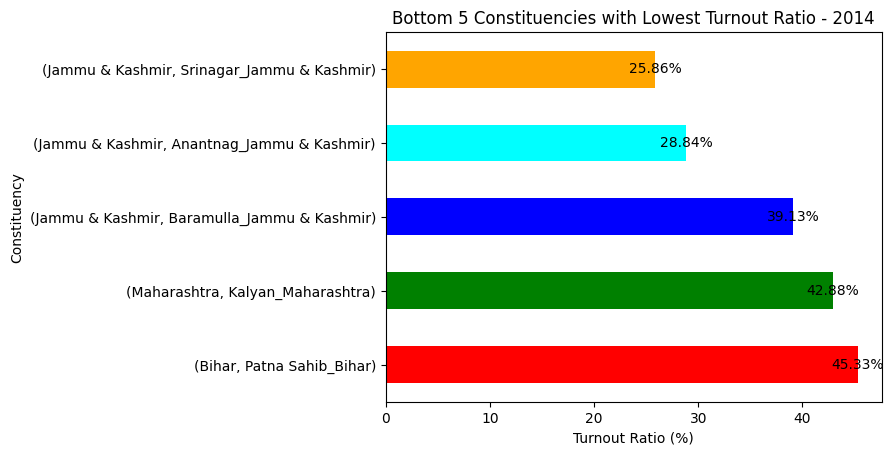 Bottom 5 Constituencies with Lowest Turnout Ratio - 2014
Constituency
(Jammu & Kashmir, Srinagar_Jammu & Kashmir)
25.86%
(Jammu & Kashmir, Anantnag_Jammu & Kashmir)
28.84%
(Jammu & Kashmir, Baramulla_Jammu & Kashmir)
39.13%
(Maharashtra, Kalyan_Maharashtra)
42.88%
(Bihar, Patna Sahib_Bihar)
45.33%
0 10 20 30 40
Turnout Ratio (%)